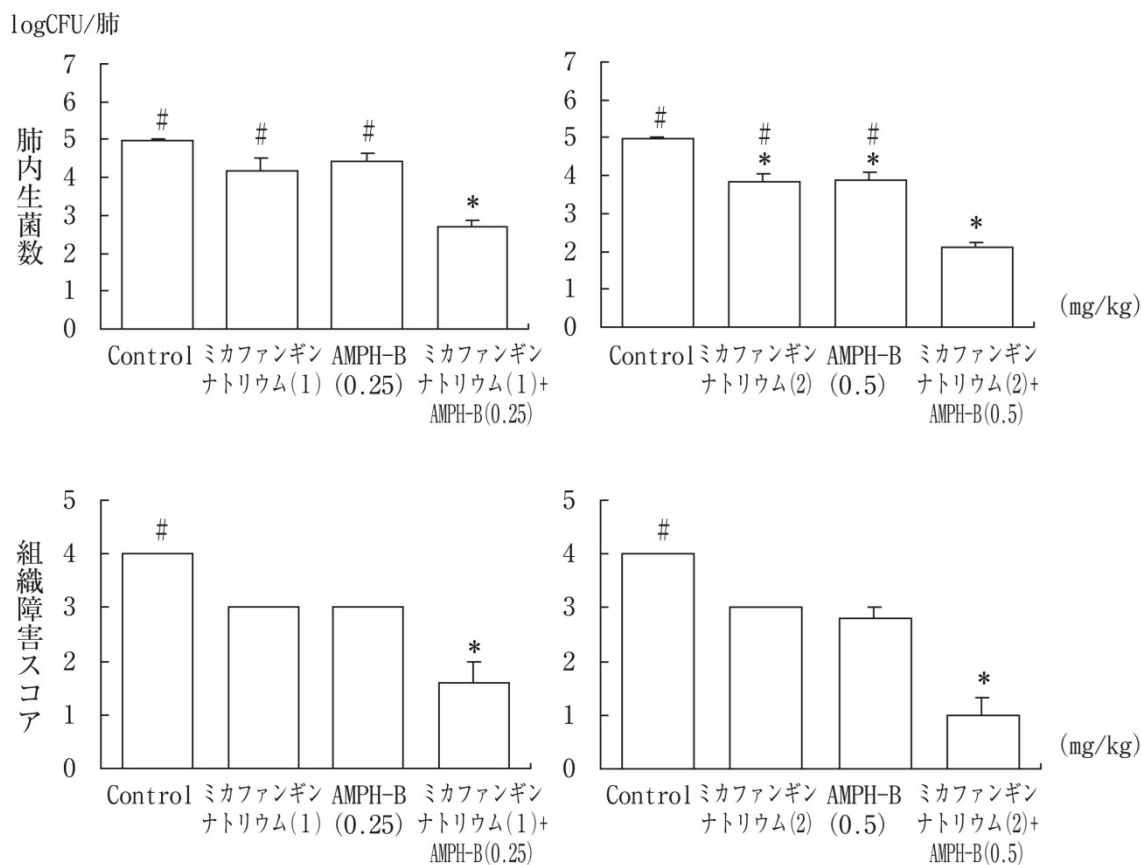 logCFU/肺
肺内生菌数
7
6
5
4
3
2
1
0
#
#
#
*
Control
ミカファンギン
ナトリウム(1)
AMPH-B
(0.25)
ミカファンギン
ナトリウム(1)+
AMPH-B(0.25)
7
6
5
4
3
2
1
0
#
#
*
#
*
*
(mg/kg)
Control
ミカファンギン
ナトリウム(2)
AMPH-B
(0.5)
ミカファンギン
ナトリウム(2)+
AMPH-B(0.5)
組織障害スコア
5
4
3
2
1
0
#
*
Control
ミカファンギン
ナトリウム(1)
AMPH-B
(0.25)
ミカファンギン
ナトリウム(1)+
AMPH-B(0.25)
5
4
3
2
1
0
#
*
(mg/kg)
Control
ミカファンギン
ナトリウム(2)
AMPH-B
(0.5)
ミカファンギン
ナトリウム(2)+
AMPH-B(0.5)